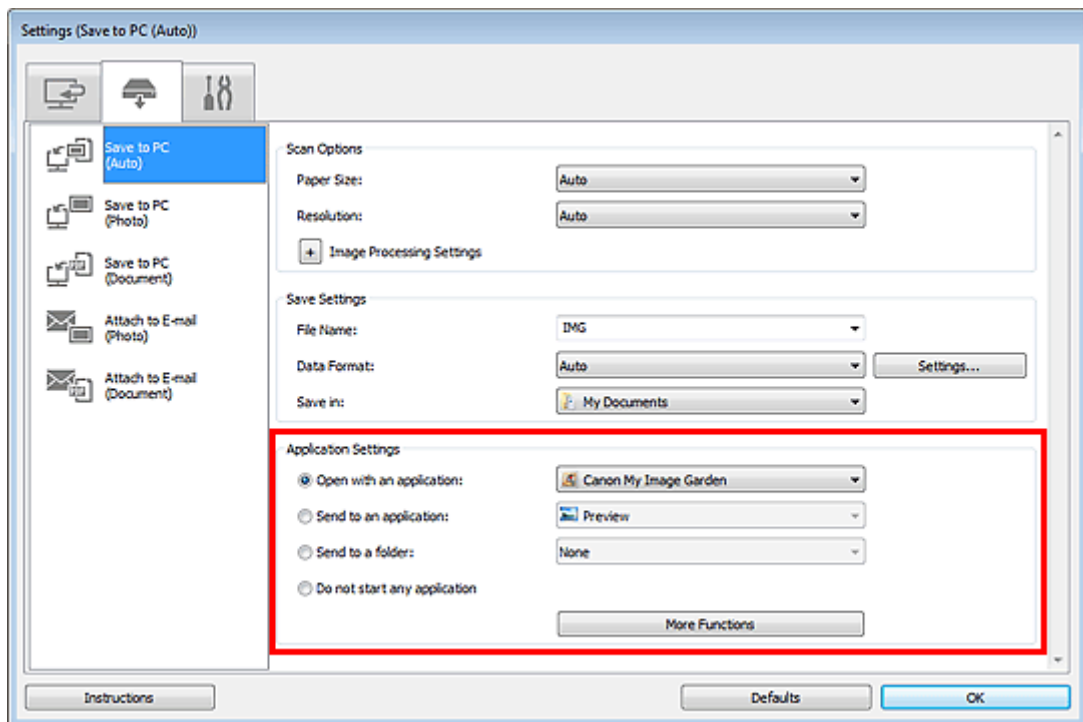 Settings (Save to PC (Auto))
Save to PC
(Auto)
Save to PC
(Photo)
Save to PC
(Document)
Attach to E-mail
(Photo)
Attach to E-mail
(Document)
Scan Options
Paper Size: Auto
Resolution: Auto
+ Image Processing Settings
Save Settings
File Name: IMG
Data Format: Auto Settings...
Save in: My Documents
Application Settings
Open with an application: Canon My Image Garden
Send to an application: Preview
Send to a folder: None
Do not start any application
More Functions
Instructions Defaults OK